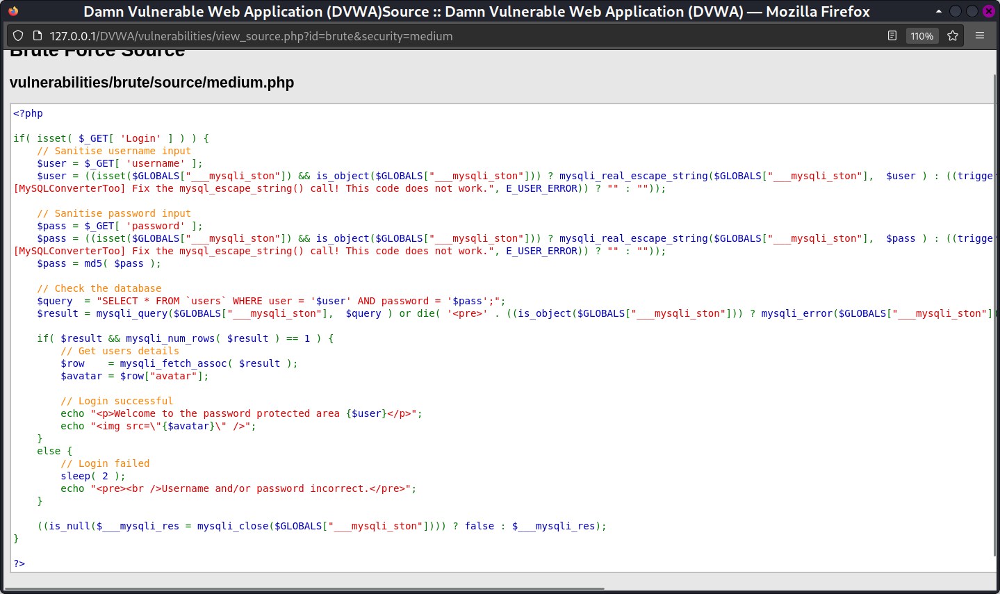 Damn Vulnerable Web Application (DVWA)Source :: Damn Vulnerable Web Application (DVWA) — Mozilla Firefox
127.0.0.1/DVWA/vulnerabilities/view_source.php?id=brute&security=medium
110%
Brute Force Source
vulnerabilities/brute/source/medium.php
<?php
if( isset( $_GET[ 'Login' ] ) ) {
    // Sanitise username input
    $user = $_GET[ 'username' ];
    $user = ((isset($GLOBALS["___mysqli_ston"]) && is_object($GLOBALS["___mysqli_ston"])) ? mysqli_real_escape_string($GLOBALS["___mysqli_ston"],  $user ) : ((trigger
[MySQLConverterToo] Fix the mysql_escape_string() call! This code does not work.", E_USER_ERROR)) ? "" : ""));
    // Sanitise password input
    $pass = $_GET[ 'password' ];
    $pass = ((isset($GLOBALS["___mysqli_ston"]) && is_object($GLOBALS["___mysqli_ston"])) ? mysqli_real_escape_string($GLOBALS["___mysqli_ston"],  $pass ) : ((trigger
[MySQLConverterToo] Fix the mysql_escape_string() call! This code does not work.", E_USER_ERROR)) ? "" : ""));
    $pass = md5( $pass );
    // Check the database
    $query  = "SELECT * FROM `users` WHERE user = '$user' AND password = '$pass';";
    $result = mysqli_query($GLOBALS["___mysqli_ston"],  $query ) or die( '<pre>' . ((is_object($GLOBALS["___mysqli_ston"])) ? mysqli_error($GLOBALS["___mysqli_ston"])
    if( $result && mysqli_num_rows( $result ) == 1 ) {
        // Get users details
        $row    = mysqli_fetch_assoc( $result );
        $avatar = $row["avatar"];
        // Login successful
        echo "<p>Welcome to the password protected area {$user}</p>";
        echo "<img src=\"{$avatar}\" />";
    }
    else {
        // Login failed
        sleep( 2 );
        echo "<pre><br />Username and/or password incorrect.</pre>";
    }
    ((is_null($___mysqli_res = mysqli_close($GLOBALS["___mysqli_ston"]))) ? false : $___mysqli_res);
}
?>